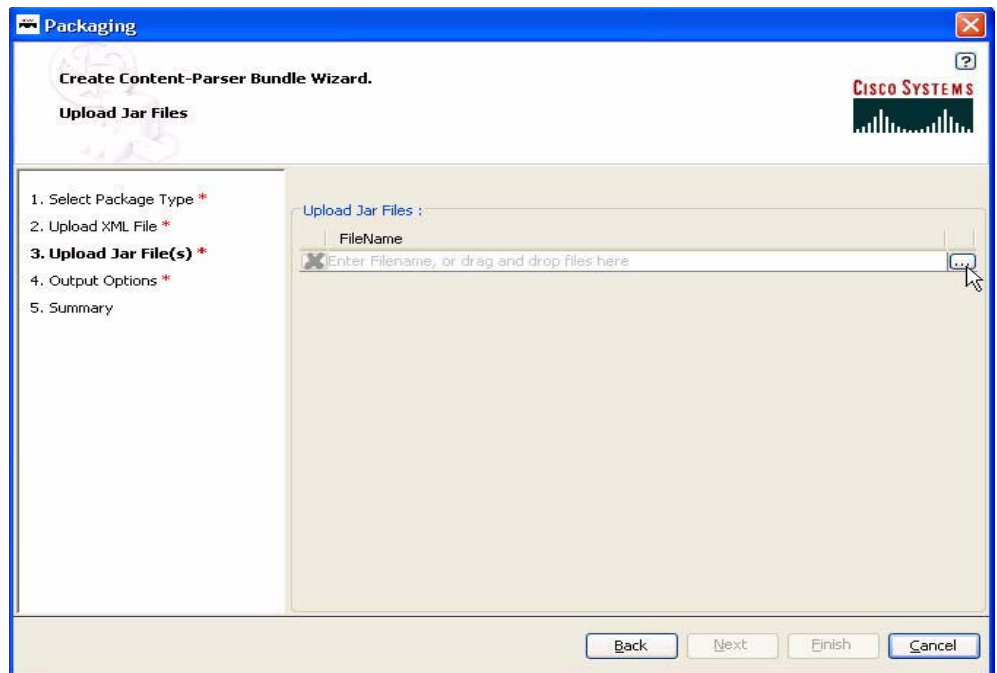 Packaging
Create Content-Parser Bundle Wizard.
Upload Jar Files
?
CISCO SYSTEMS
1. Select Package Type *
2. Upload XML File *
3. Upload Jar File(s) *
4. Output Options *
5. Summary
Upload Jar Files :
FileName
Enter Filename, or drag and drop files here
...
Back
Next
Finish
Cancel